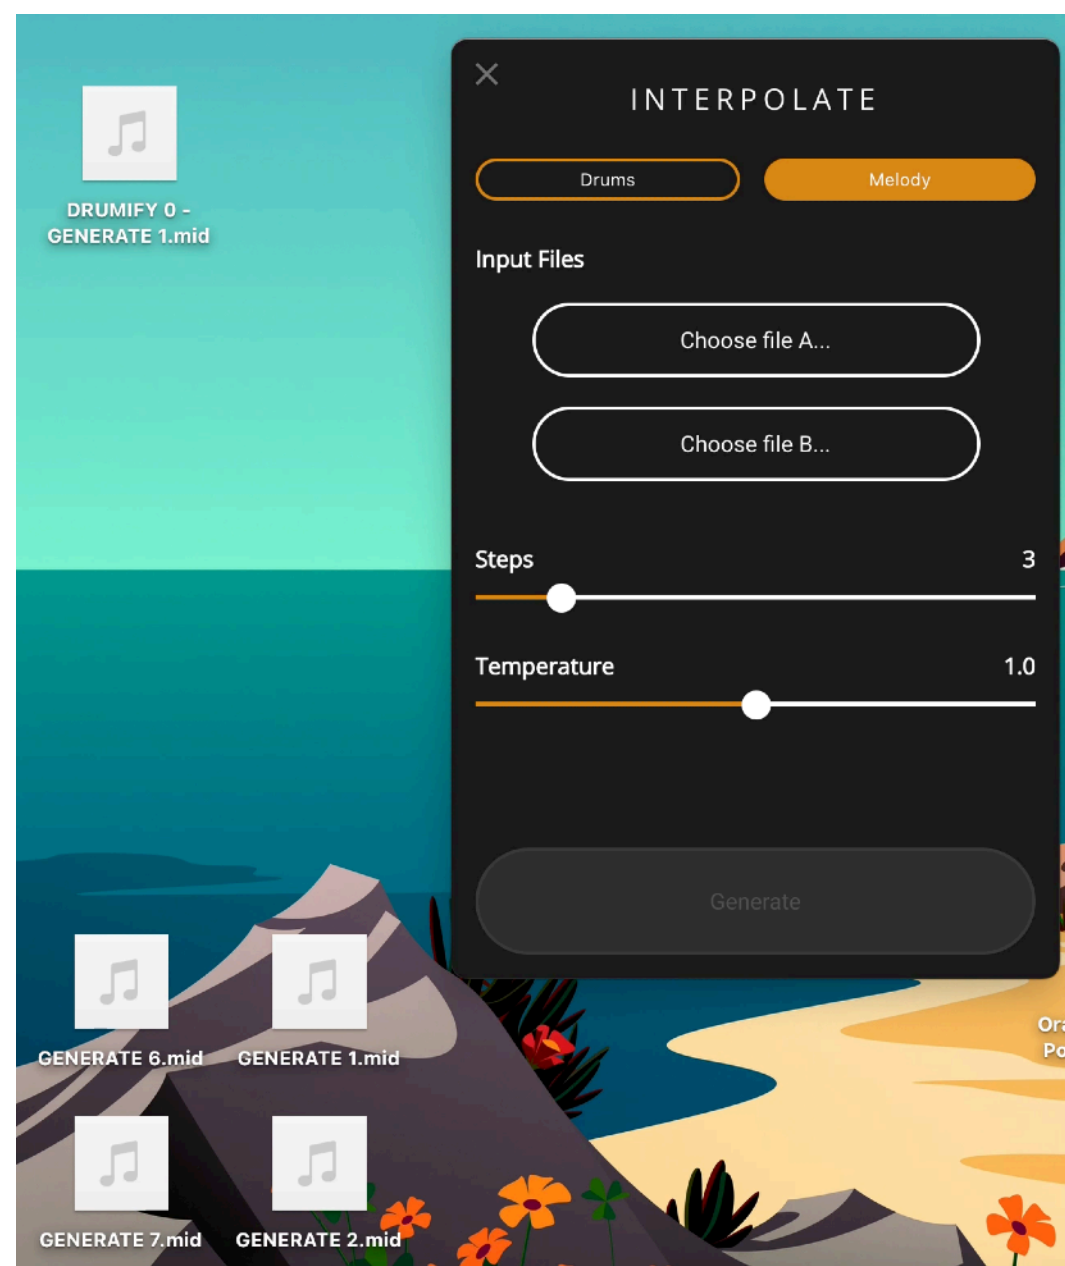 DRUMIFY 0 -
GENERATE 1.mid
INTERPOLATE
Drums
Melody
Input Files
Choose file A...
Choose file B...
Steps
3
Temperature
1.0
Generate
GENERATE 6.mid
GENERATE 1.mid
GENERATE 7.mid
GENERATE 2.mid